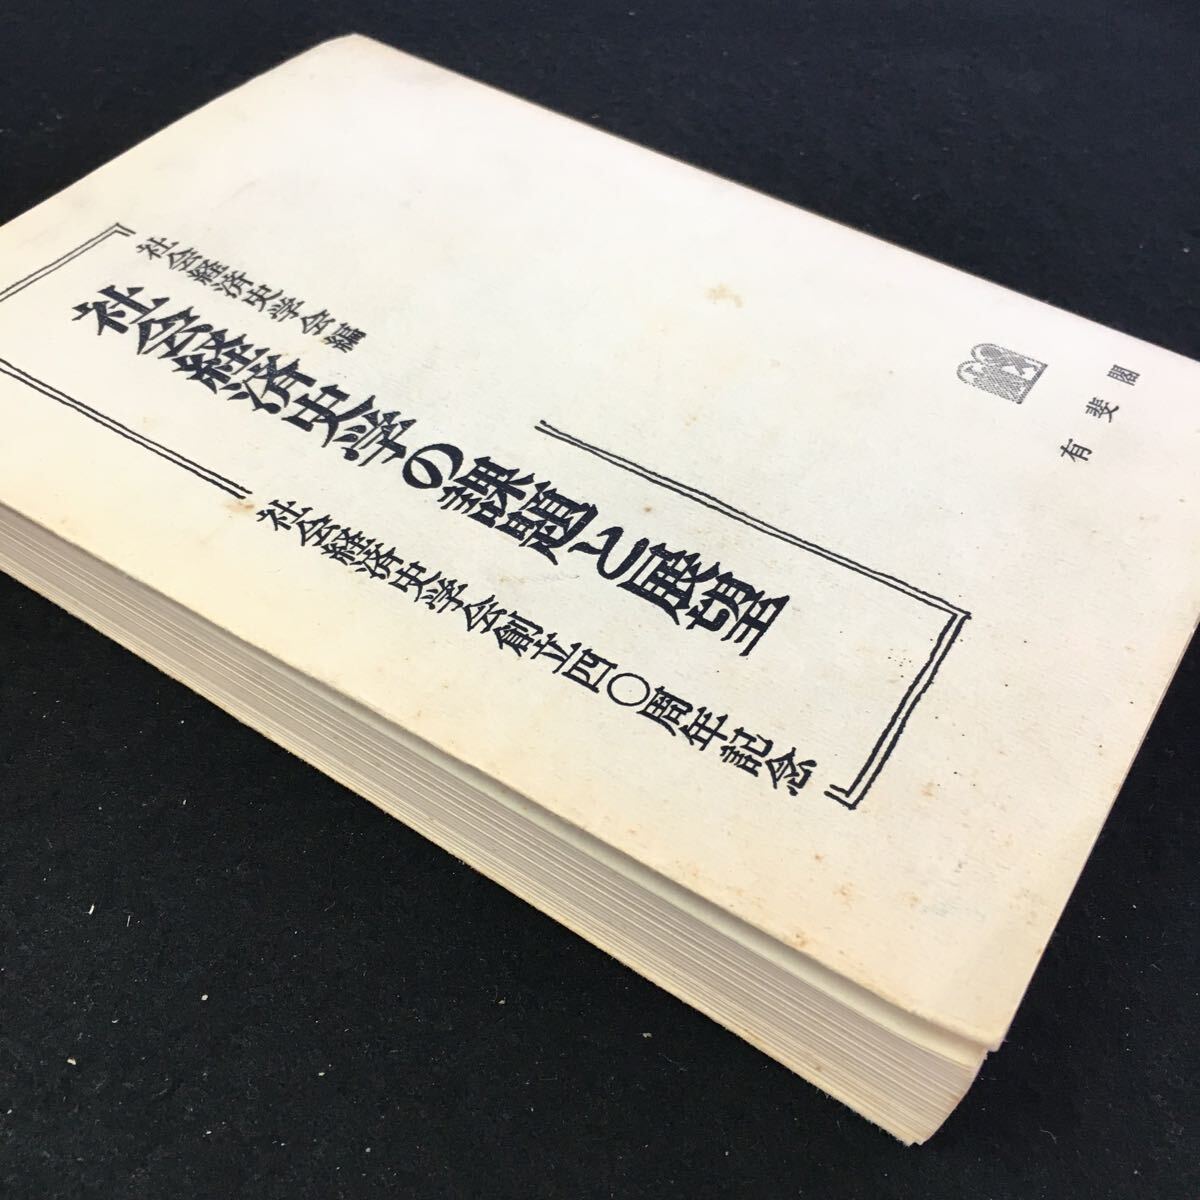 社会経済史学会編
社会経済史学の課題と展望
社会経済史学会創立四〇周年記念
有斐閣